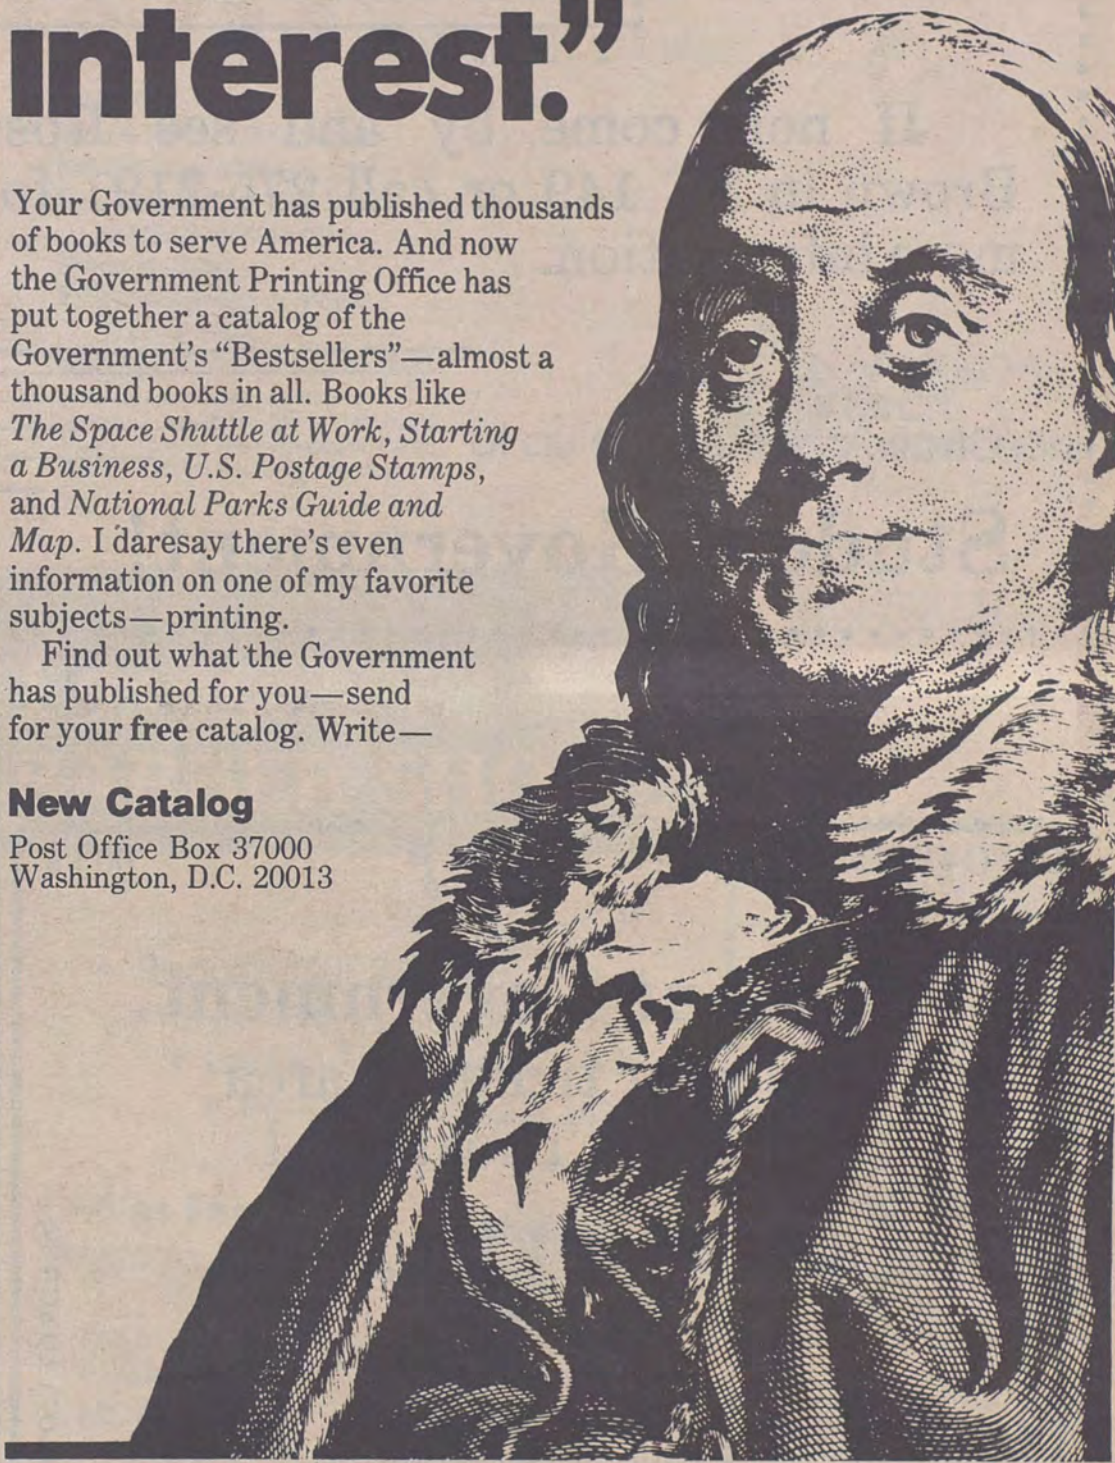 interest.”
Your Government has published thousands
of books to serve America. And now
the Government Printing Office has
put together a catalog of the
Government's “Bestsellers”—almost a
thousand books in all. Books like
The Space Shuttle at Work, Starting
a Business, U.S. Postage Stamps,
and National Parks Guide and
Map. I daresay there's even
information on one of my favorite
subjects—printing.
Find out what the Government
has published for you—send
for your free catalog. Write—
New Catalog
Post Office Box 37000
Washington, D.C. 20013